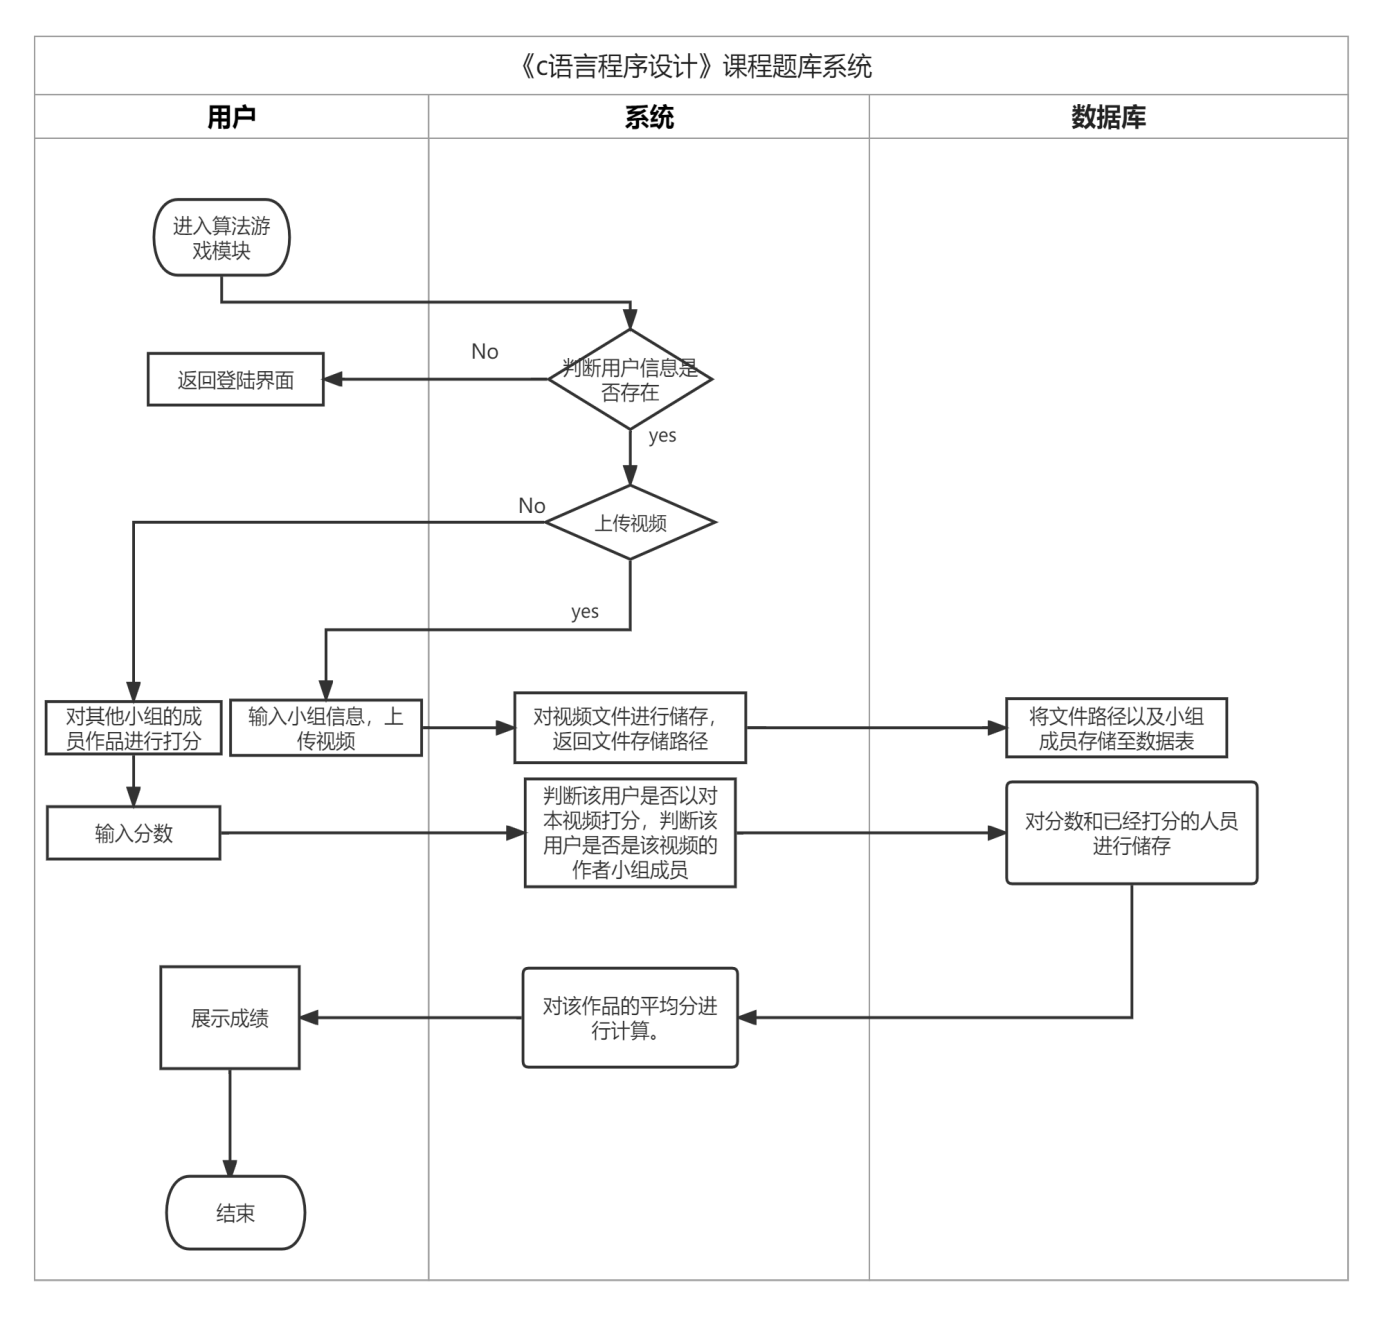 《c语言程序设计》课程题库系统
用户
系统
数据库
进入算法游
戏模块
No
判断用户信息是
否存在
返回登陆界面
yes
No
上传视频
yes
对其他小组的成
员作品进行打分
输入小组信息，上
传视频
对视频文件进行储存，
返回文件存储路径
将文件路径以及小组
成员存储至数据表
输入分数
判断该用户是否以对
本视频打分，判断该
用户是否是该视频的
作者小组成员
对分数和已经打分的人员
进行储存
展示成绩
对该作品的平均分进
行计算。
结束